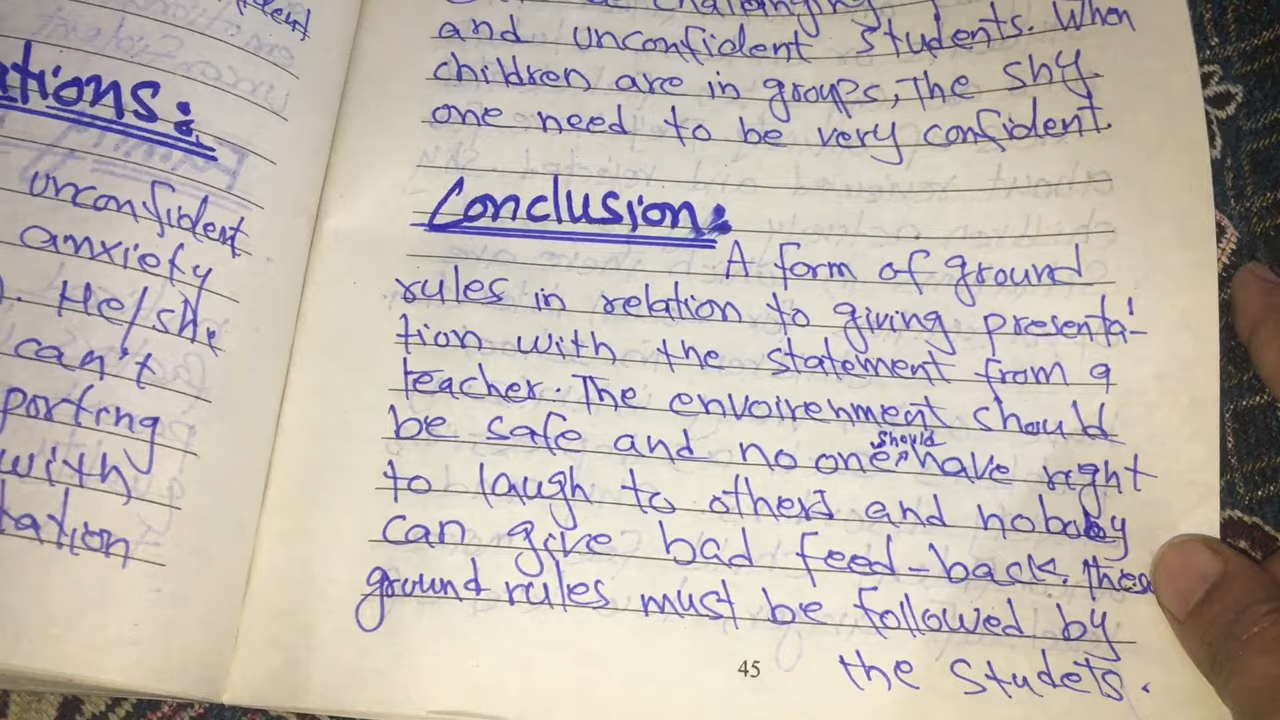 ations:
unconfident
anxiety
He/sh.
can't
porting
with
tation
and unconfident students. When
children are in groups, The shy
one need to be very confident.
Conclusion:
A form of ground
rules in relation to giving presenta-
tion with the statement from a
teacher. The envoirenment should
be safe and no one should have right
to laugh to others and nobody
can give bad feed-back. These
ground rules must be followed by
the studets.
45